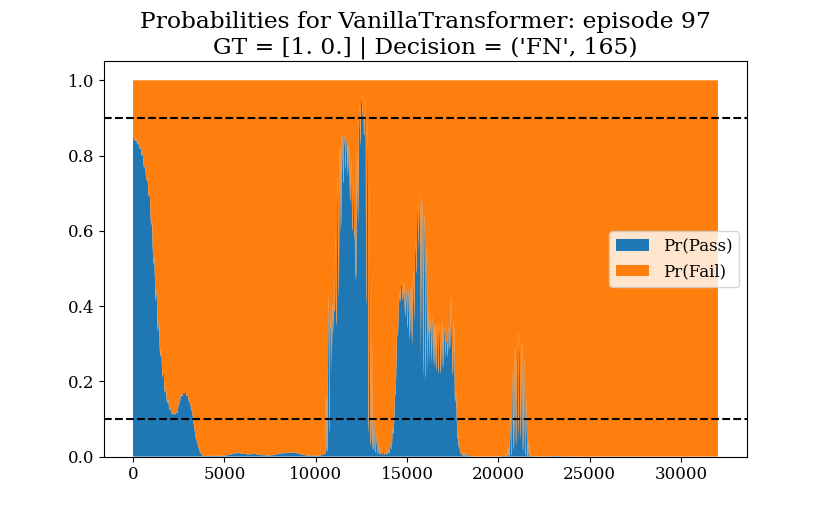 Probabilities for VanillaTransformer: episode 97
GT = [1. 0.] | Decision = ('FN', 165)
1.0
0.8
0.6
0.4
0.2
0.0
Pr(Pass)
Pr(Fail)
0 5000 10000 15000 20000 25000 30000